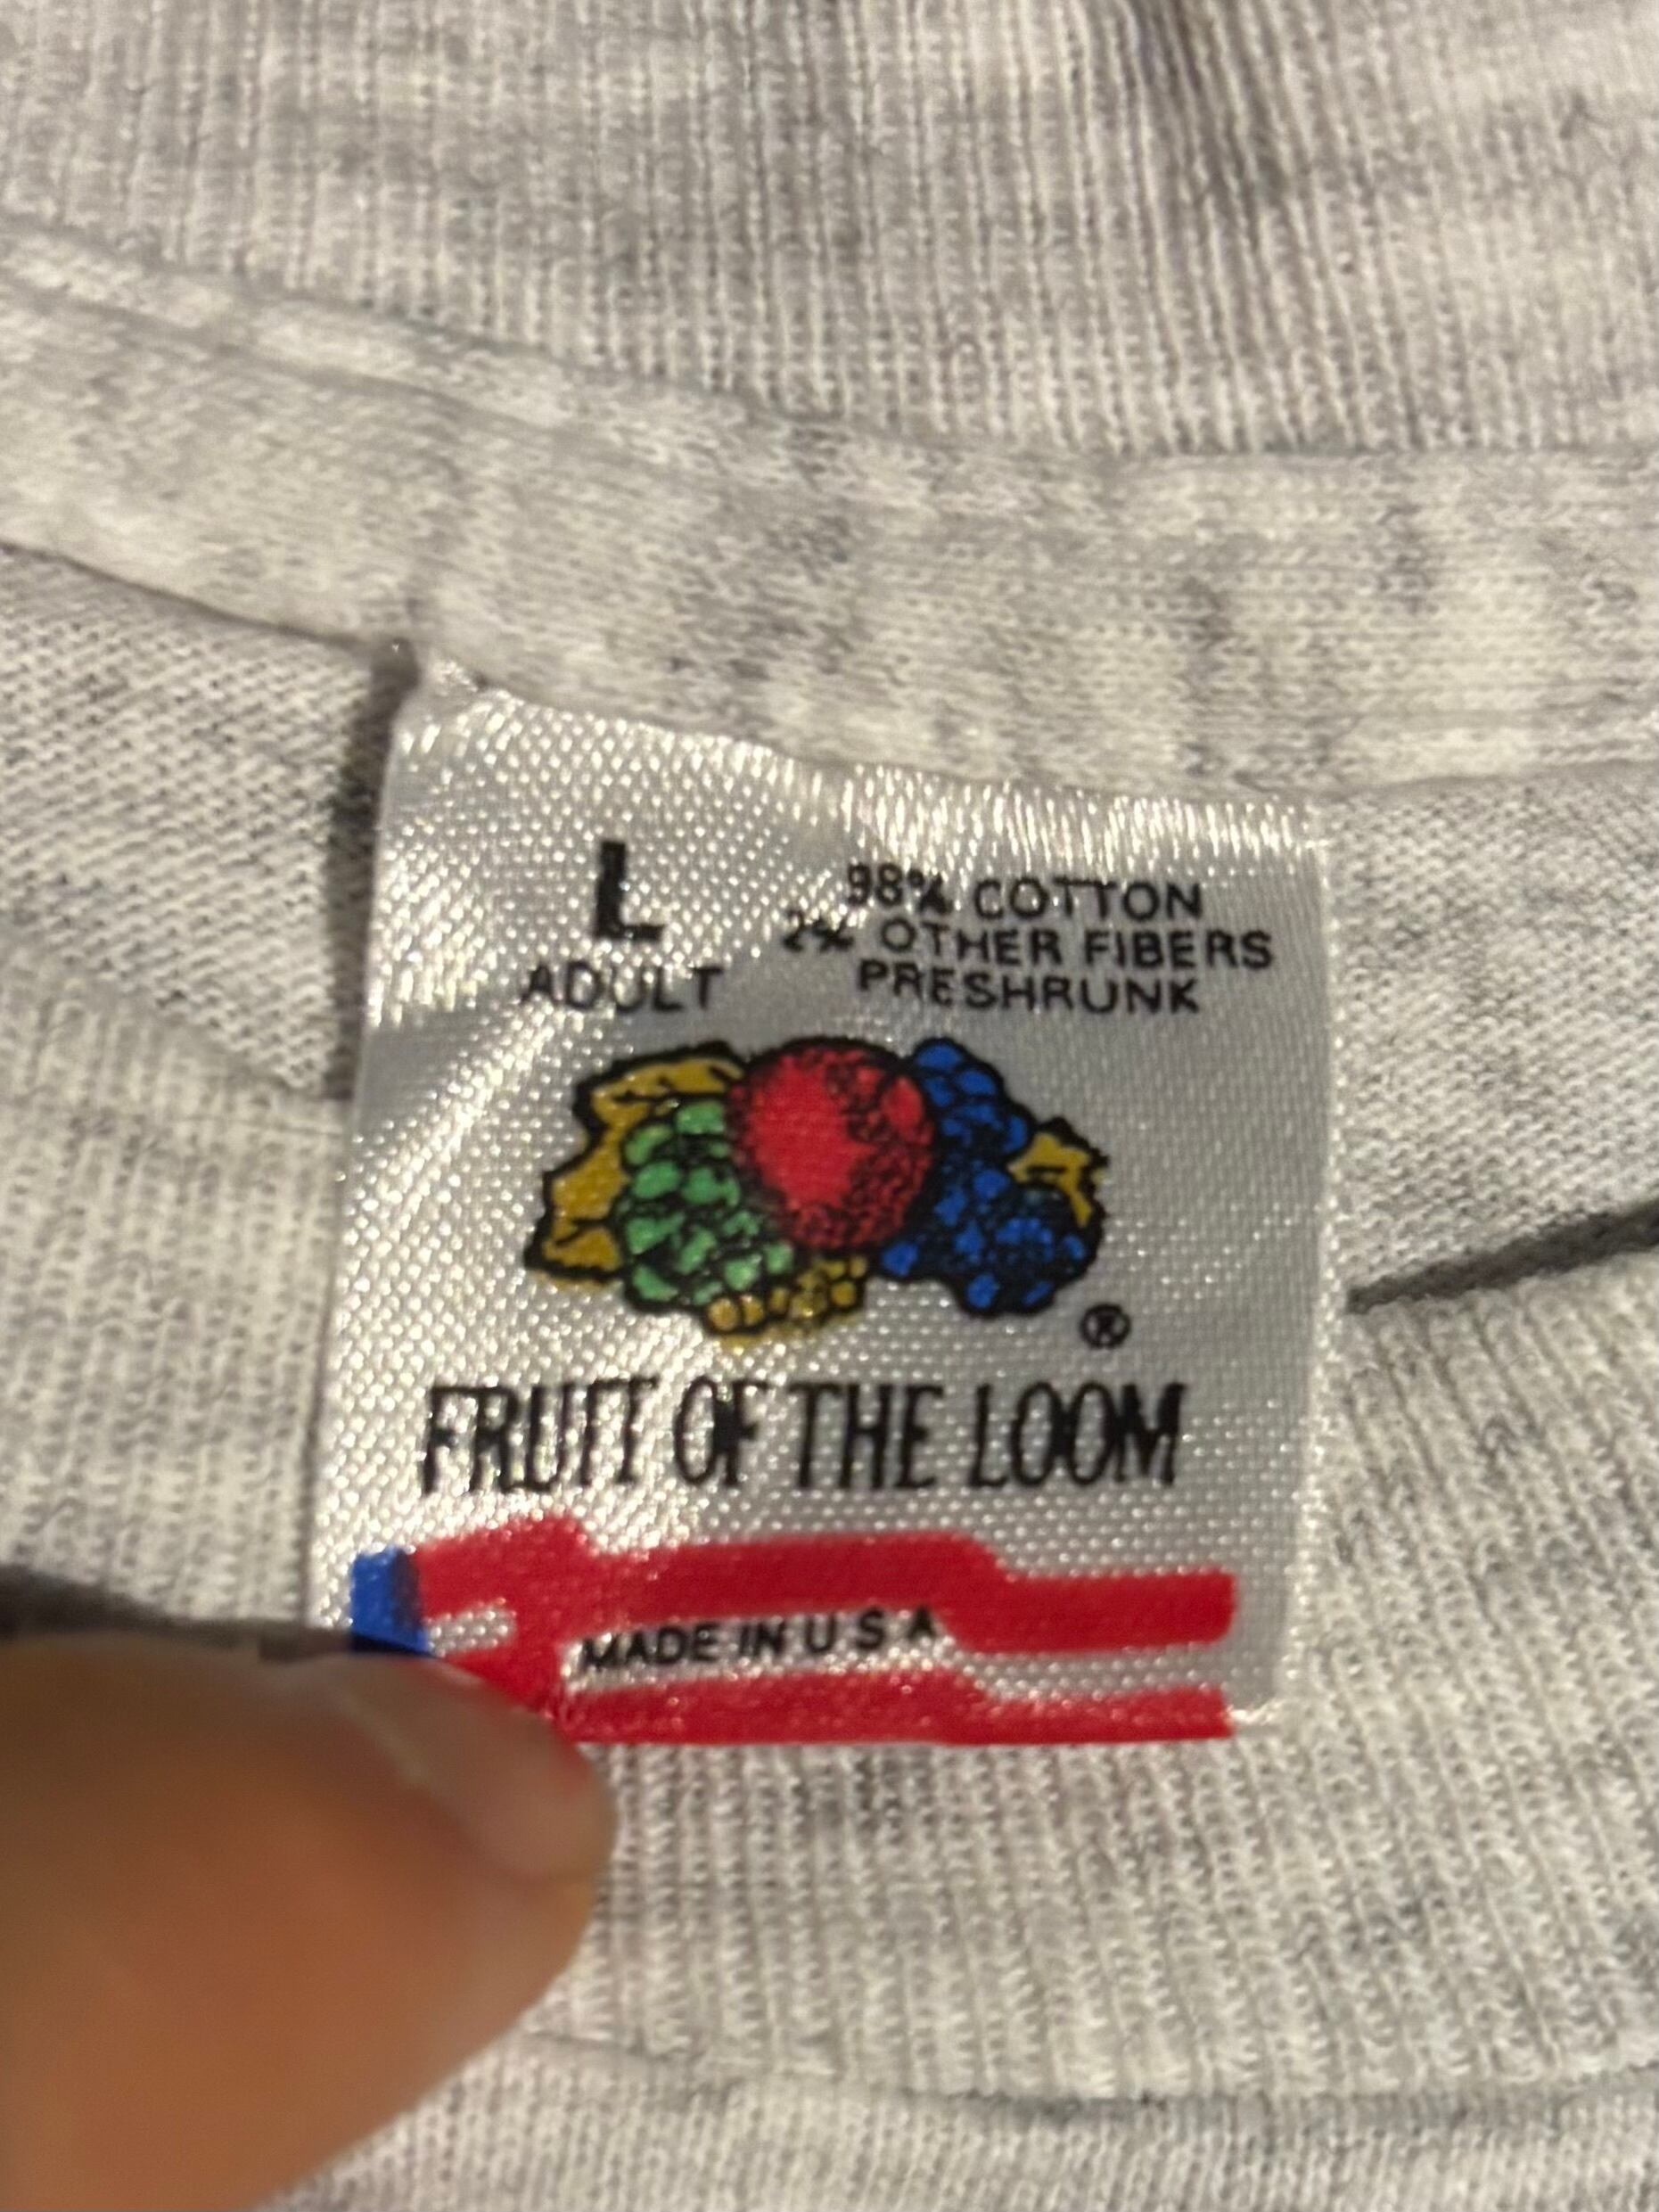 L
ADULT
98% COTTON
2% OTHER FIBERS
PRESHRUNK
®
FRUIT OF THE LOOM
MADE IN U S A